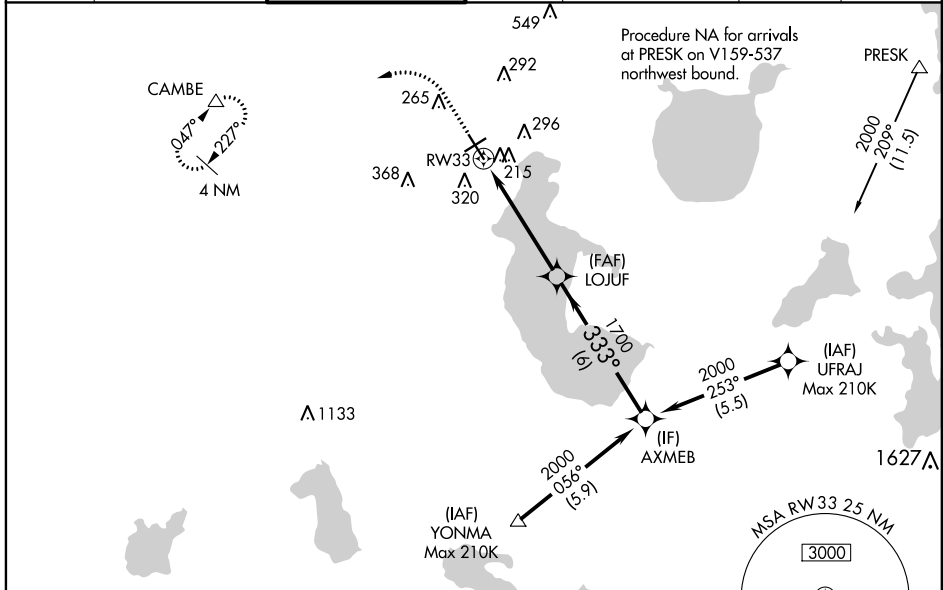 549
Procedure NA for arrivals
at PRESK on V159-537
northwest bound.
PRESK
292
CAMBE
265
047°
227°
296
2000
209°
(11.5)
RW33
215
4 NM
368
320
(FAF)
LOJUF
1700
333°
(6)
(IAF)
UFRAJ
Max 210K
2000
253°
(5.5)
1133
(IF)
AXMEB
1627
2000
056°
(5.9)
(IAF)
YONMA
Max 210K
MSA RW33 25 NM
3000